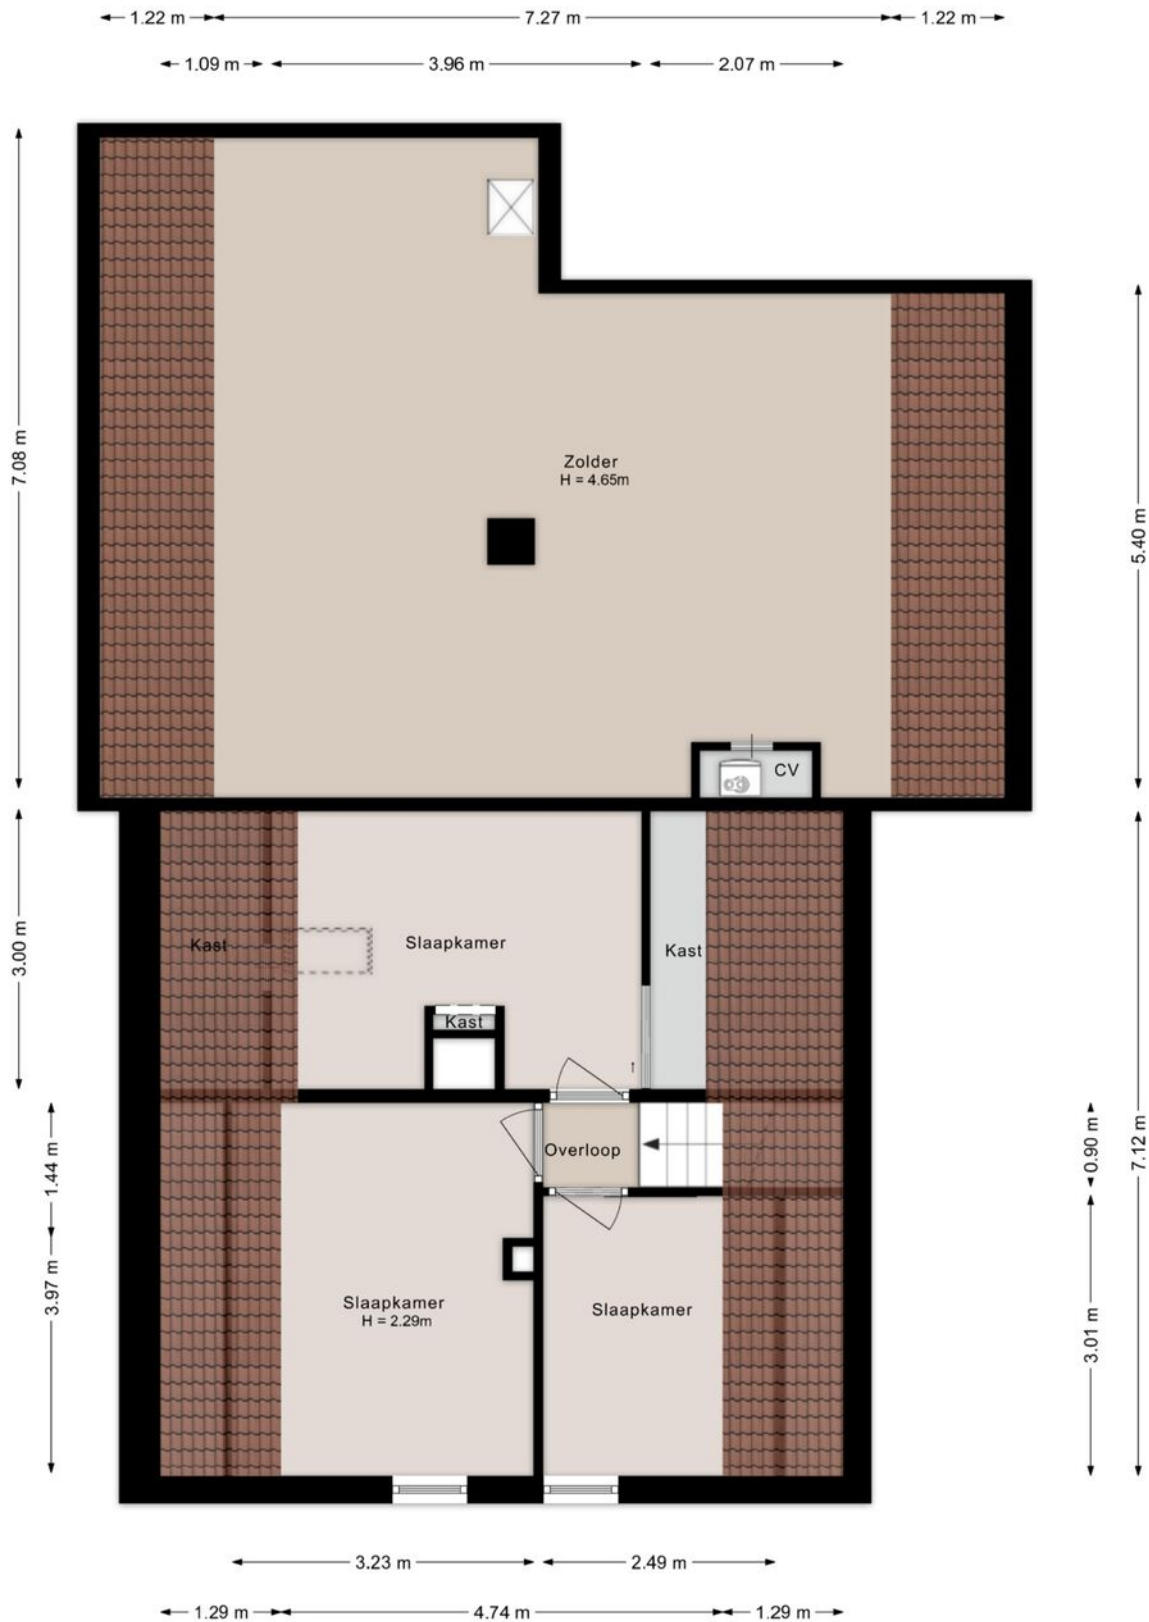 1.22 m
7.27 m
1.22 m
1.09 m
3.96 m
2.07 m
7.08 m
5.40 m
Zolder
H = 4.65m
CV
3.00 m
Kast
Slaapkamer
Kast
Kast
1.44 m
Overloop
0.90 m
7.12 m
3.97 m
Slaapkamer
H = 2.29m
Slaapkamer
3.01 m
3.23 m
2.49 m
1.29 m
4.74 m
1.29 m